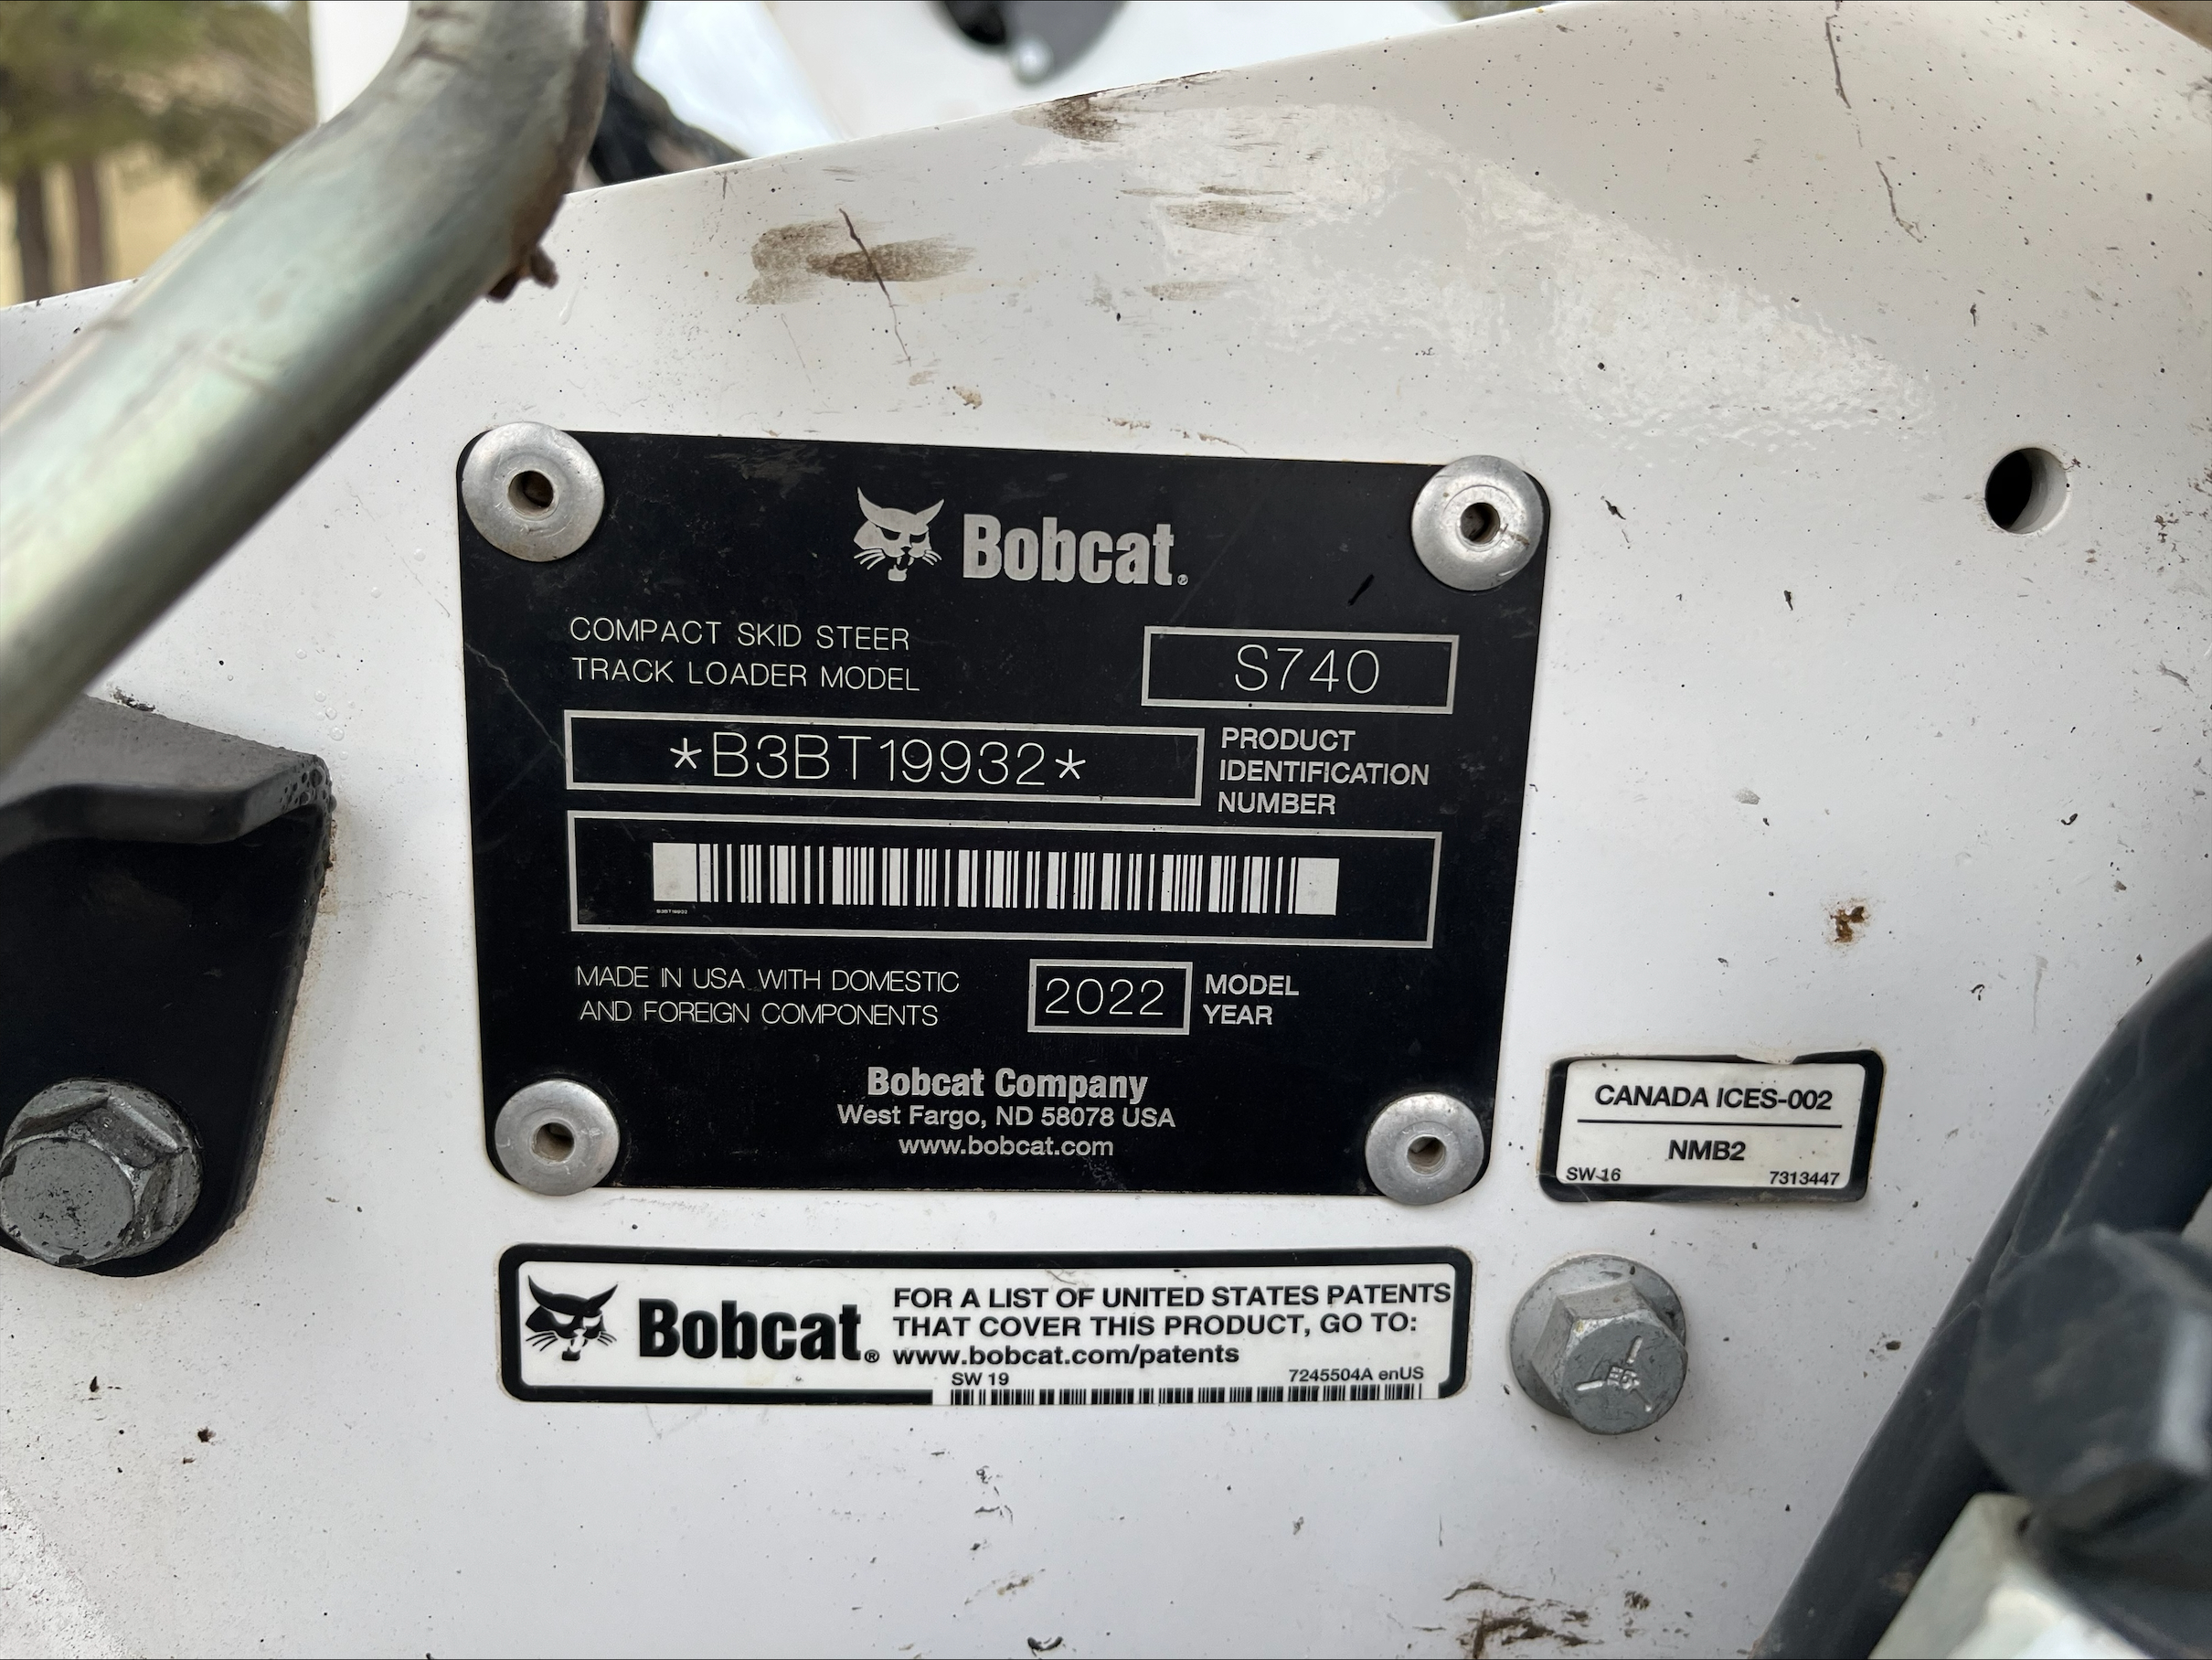 Bobcat®
COMPACT SKID STEER
TRACK LOADER MODEL
S740
*B3BT19932*
PRODUCT
IDENTIFICATION
NUMBER
B3BT19932
MADE IN USA WITH DOMESTIC
AND FOREIGN COMPONENTS
2022
MODEL
YEAR
Bobcat Company
West Fargo, ND 58078 USA
www.bobcat.com
CANADA ICES-002
NMB2
SW 16 7313447
Bobcat®
FOR A LIST OF UNITED STATES PATENTS
THAT COVER THIS PRODUCT, GO TO:
www.bobcat.com/patents
SW 19 7245504A enUS